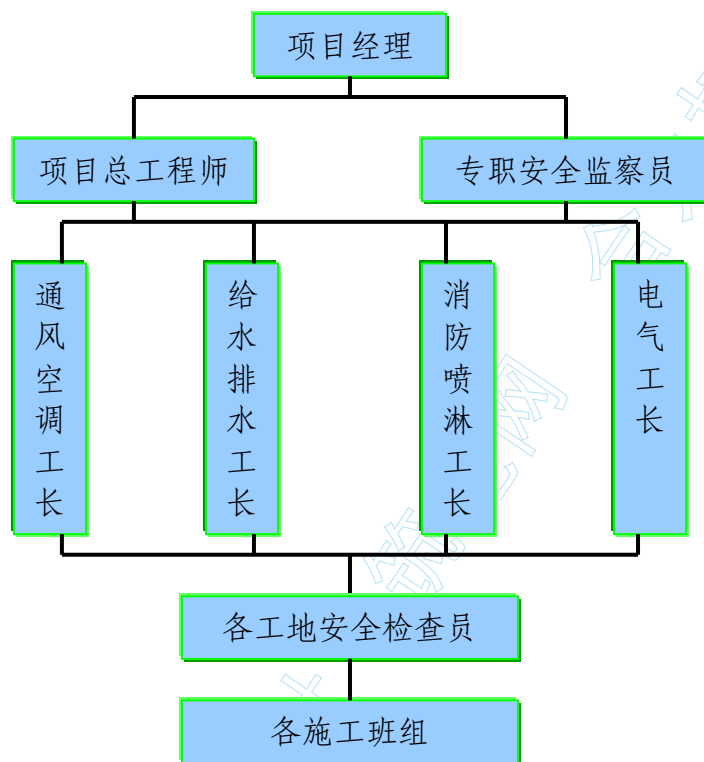 项目经理
项目总工程师
专职安全监察员
通风空调工长
给水排水工长
消防喷淋工长
电气工长
各工地安全检查员
各施工班组